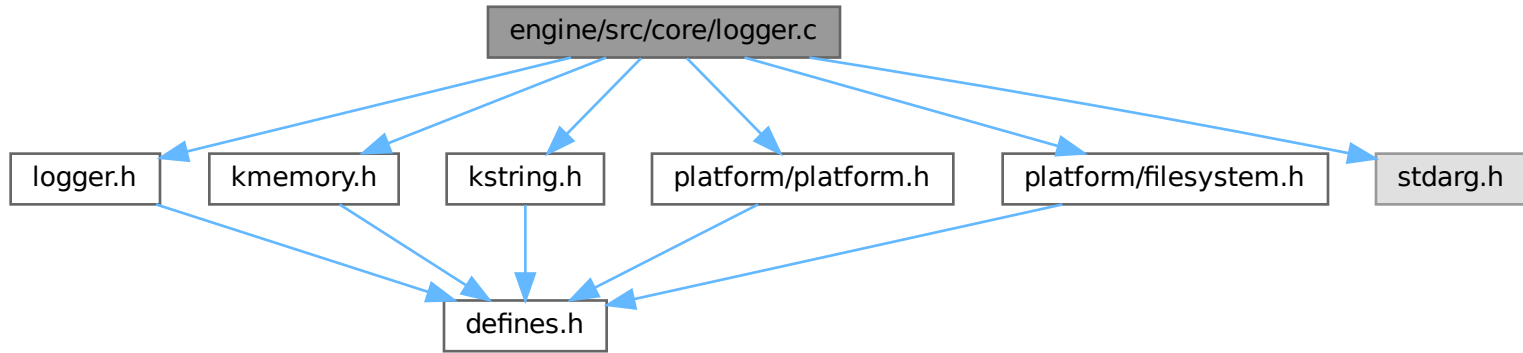 engine/src/core/logger.c
logger.h
kmemory.h
kstring.h
platform/platform.h
platform/filesystem.h
stdarg.h
defines.h